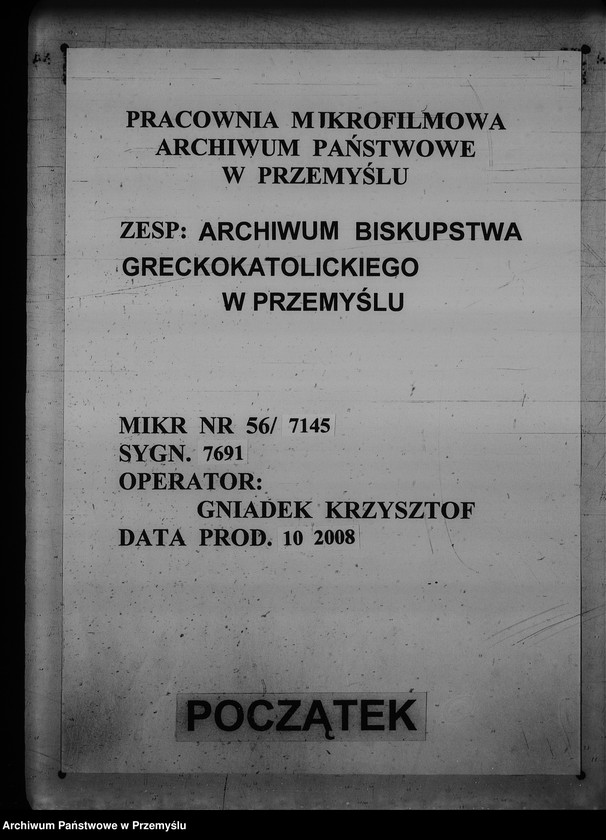 PRACOWNIA MIKROFILMOWA
ARCHIWUM PAŃSTWOWE
W PRZEMYŚLU
ZESP: ARCHIWUM BISKUPSTWA
GRECKOKATOLICKIEGO
W PRZEMYŚLU
MIKR NR 56/ 7145
SYGN. 7691
OPERATOR:
GNIADEK KRZYSZTOF
DATA PROD. 10 2008
POCZĄTEK
Archiwum Państwowe w Przemyślu